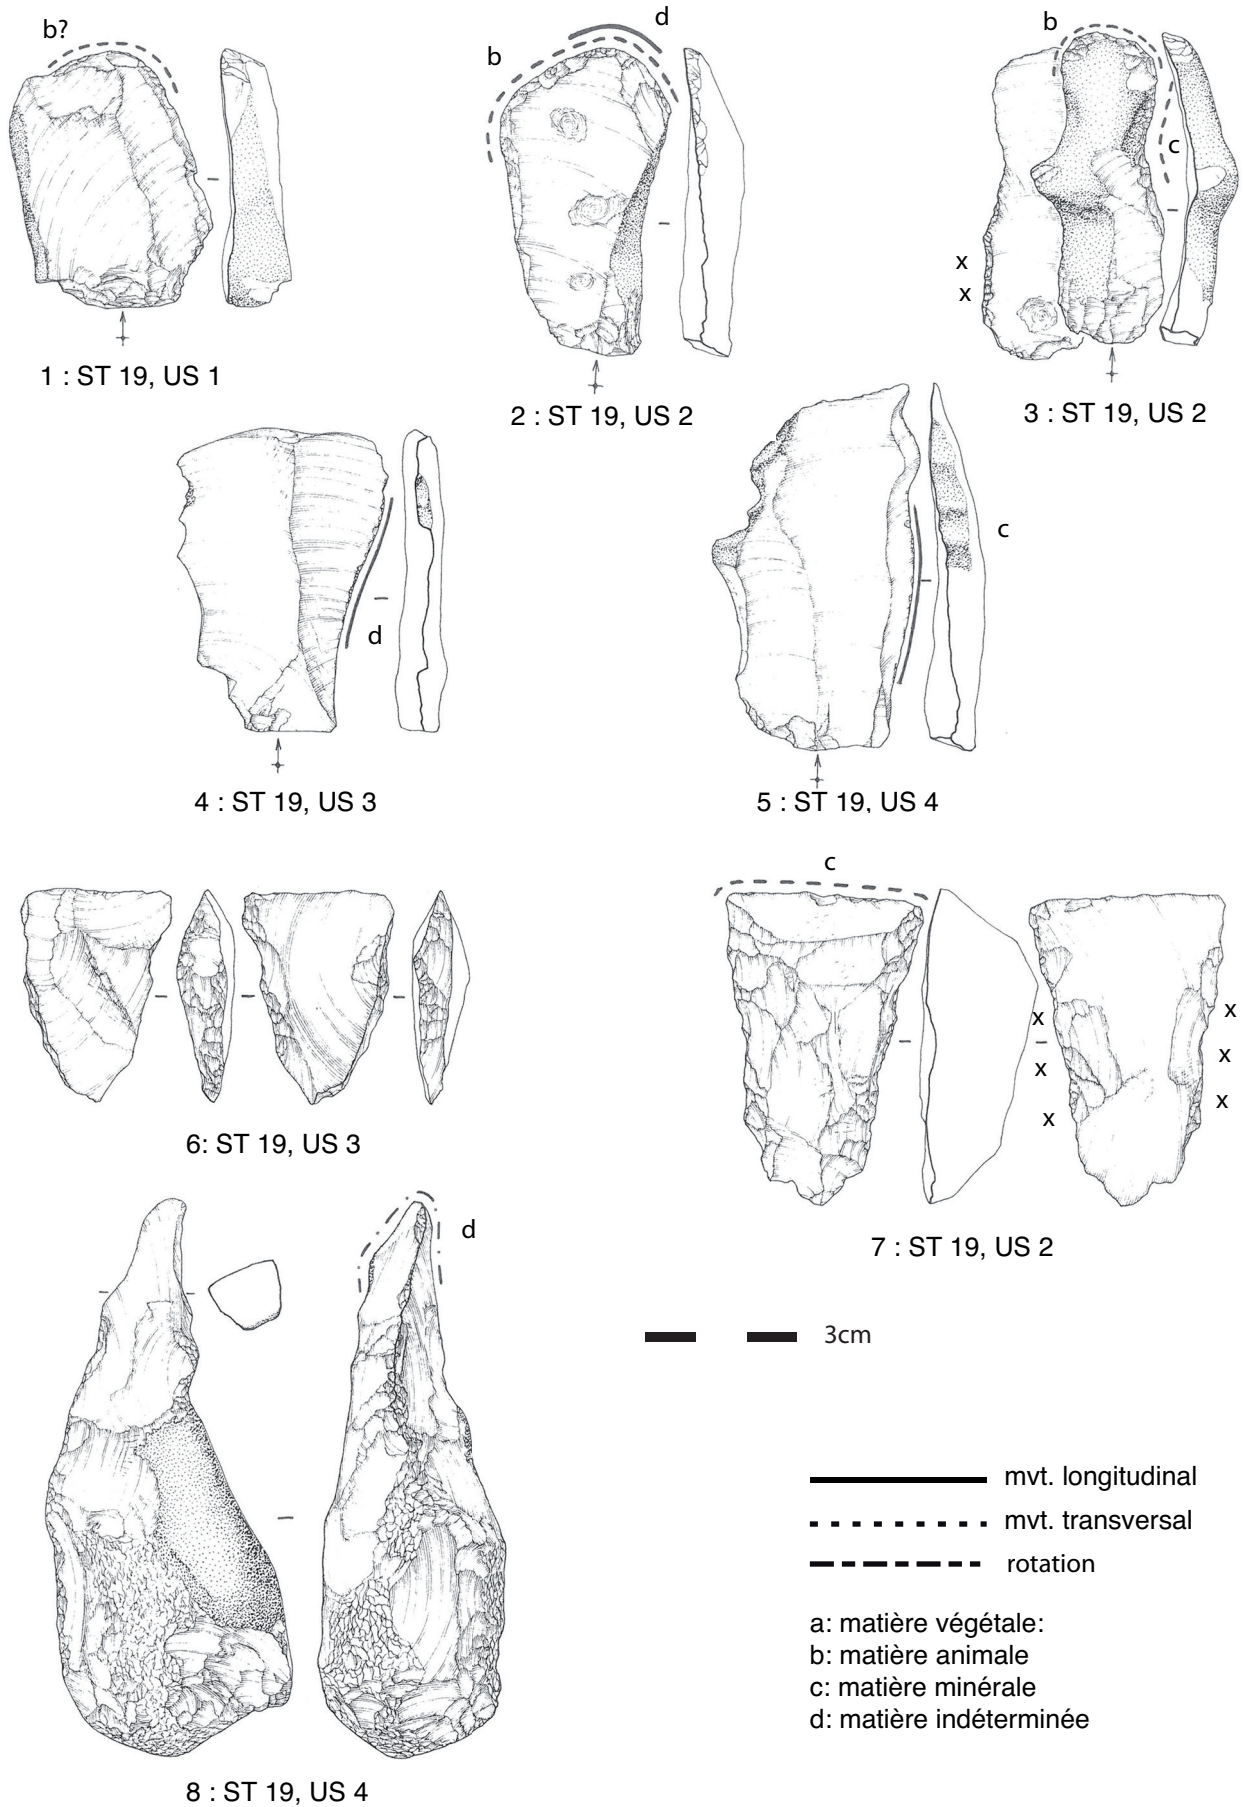 b?
b
d
b
c
x
x
1 : ST 19, US 1
2 : ST 19, US 2
3 : ST 19, US 2
d
c
4 : ST 19, US 3
5 : ST 19, US 4
c
x
x
x
x
x
x
6: ST 19, US 3
7 : ST 19, US 2
d
3cm
mvt. longitudinal
mvt. transversal
rotation
a: matière végétale:
b: matière animale
c: matière minérale
d: matière indéterminée
8 : ST 19, US 4